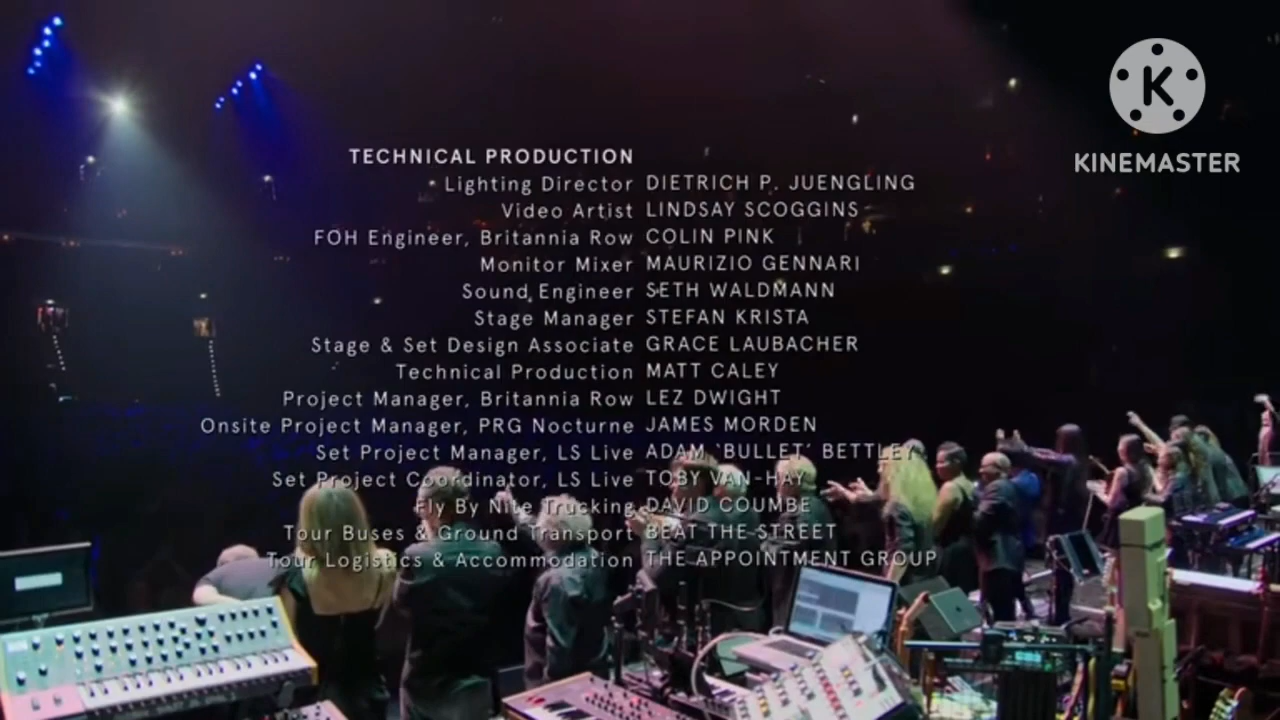 K
KINEMASTER
TECHNICAL PRODUCTION
Lighting Director DIETRICH P. JUENGLING
Video Artist LINDSAY SCOGGINS
FOH Engineer, Britannia Row COLIN PINK
Monitor Mixer MAURIZIO GENNARI
Sound Engineer SETH WALDMANN
Stage Manager STEFAN KRISTA
Stage & Set Design Associate GRACE LAUBACHER
Technical Production MATT CALEY
Project Manager, Britannia Row LEZ DWIGHT
Onsite Project Manager, PRG Nocturne JAMES MORDEN
Set Project Manager, LS Live ADAM 'BULLET' BETTLEY
Set Project Coordinator, LS Live TOBY VAN-HAY
Fly By Nite Trucking DAVID COUMBE
Tour Buses & Ground Transport BEAT THE STREET
Tour Logistics & Accommodation THE APPOINTMENT GROUP